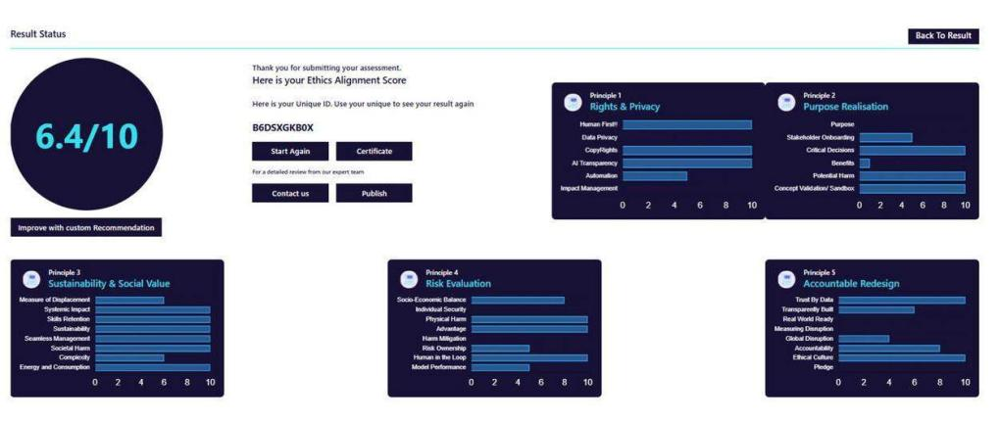 Result Status
Back To Result
6.4/10
Improve with custom Recommendation
Thank you for submitting your assessment.
Here is your Ethics Alignment Score
Here is your Unique ID. Use your unique to see your result again
B6DSXGKB0X
Start Again
Certificate
For a detailed review from our expert team
Contact us
Publish
Principle 1
Rights & Privacy
Human First!!
Data Privacy
CopyRights
AI Transparency
Automation
Impact Management
0 2 4 6 8 10
Principle 2
Purpose Realisation
Purpose
Stakeholder Onboarding
Critical Decisions
Benefits
Potential Harm
Concept Validation/ Sandbox
0 2 4 6 8 10
Principle 3
Sustainability & Social Value
Measure of Displacement
Systemic Impact
Skills Retention
Sustainability
Seamless Management
Societal Harm
Complexity
Energy and Consumption
0 2 4 6 8 10
Principle 4
Risk Evaluation
Socio-Economic Balance
Individual Security
Physical Harm
Advantage
Harm Mitigation
Risk Ownership
Human in the Loop
Model Performance
0 2 4 6 8 10
Principle 5
Accountable Redesign
Trust By Data
Transparently Built
Real World Ready
Measuring Disruption
Global Disruption
Accountability
Ethical Culture
Pledge
0 2 4 6 8 10